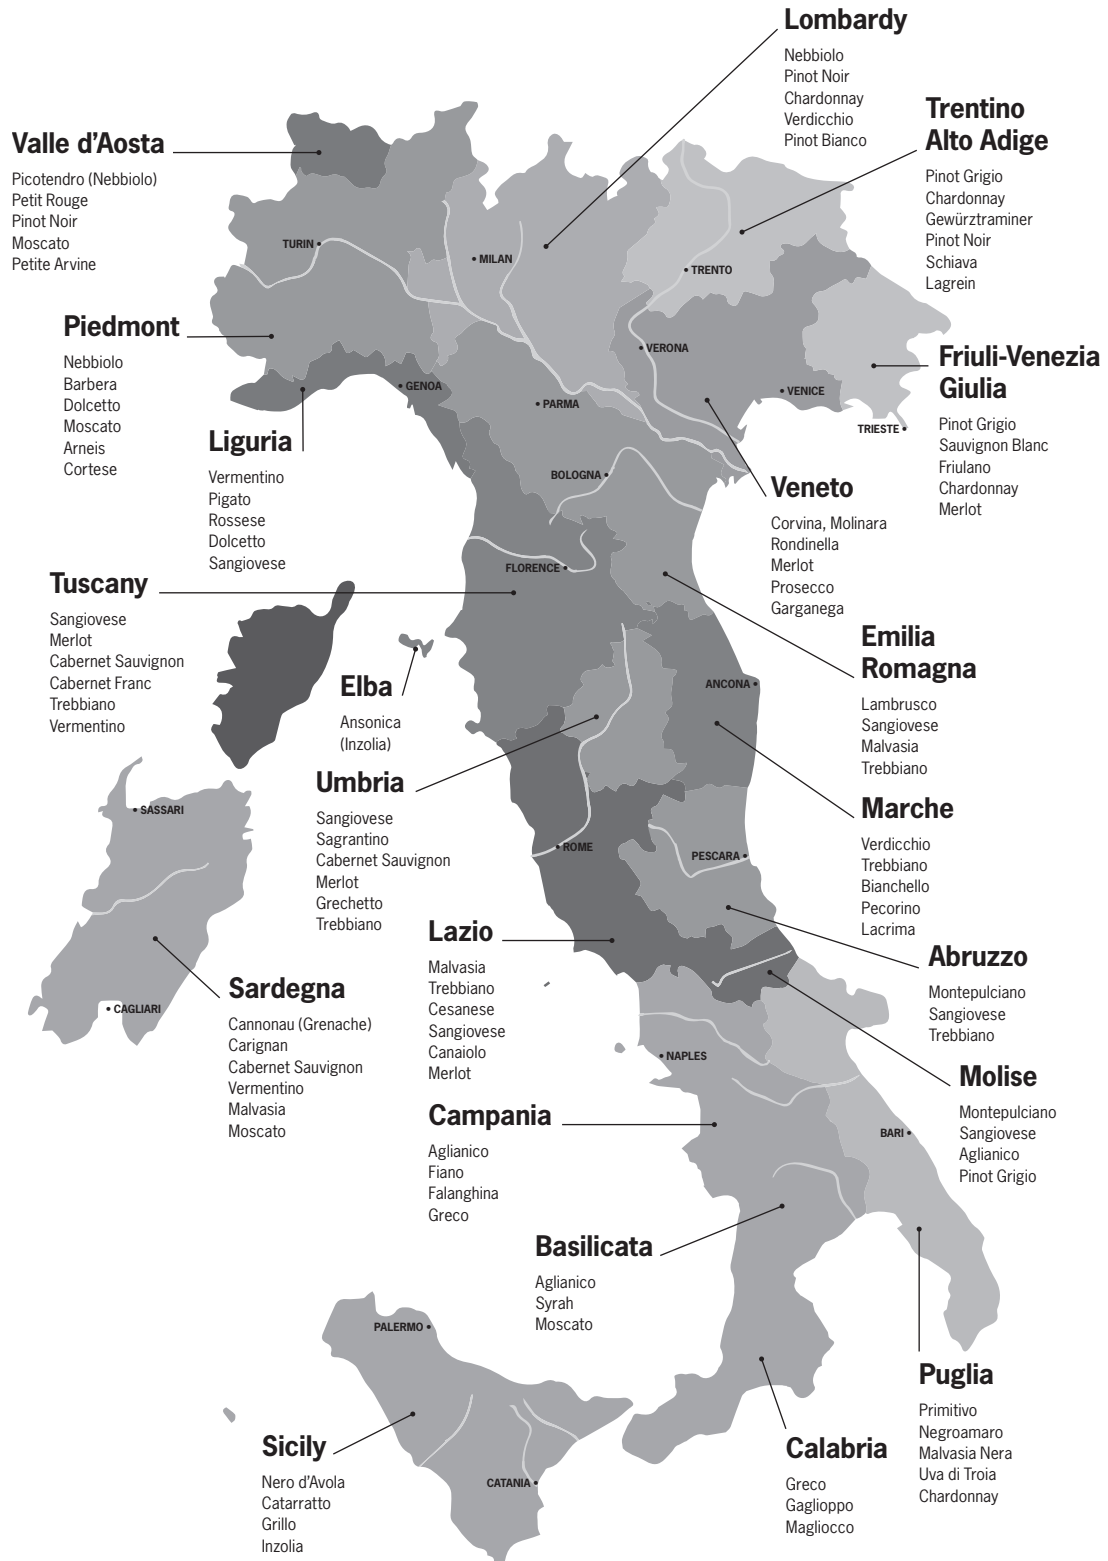 Lombardy
Nebbiolo
Pinot Noir
Chardonnay
Verdicchio
Pinot Bianco
Trentino
Alto Adige
Pinot Grigio
Chardonnay
Gewürztraminer
Pinot Noir
Schiava
Lagrein
Valle d'Aosta
Picotendro (Nebbiolo)
Petit Rouge
Pinot Noir
Moscato
Petite Arvine
TURIN
MILAN
TRENTO
Piedmont
Nebbiolo
Barbera
Dolcetto
Moscato
Arneis
Cortese
VERONA
GENOA
PARMA
VENICE
TRIESTE
Friuli-Venezia
Giulia
Pinot Grigio
Sauvignon Blanc
Friulano
Chardonnay
Merlot
Liguria
Vermentino
Pigato
Rossese
Dolcetto
Sangiovese
BOLOGNA
Veneto
Corvina, Molinara
Rondinella
Merlot
Prosecco
Garganega
FLORENCE
Tuscany
Sangiovese
Merlot
Cabernet Sauvignon
Cabernet Franc
Trebbiano
Vermentino
Elba
Ansonica
(Inzolia)
ANCONA
Emilia
Romagna
Lambrusco
Sangiovese
Malvasia
Trebbiano
Umbria
Sangiovese
Sagrantino
Cabernet Sauvignon
Merlot
Grechetto
Trebbiano
SASSARI
ROME
PESCARA
Marche
Verdicchio
Trebbiano
Bianchello
Pecorino
Lacrima
Lazio
Malvasia
Trebbiano
Cesanese
Sangiovese
Canaiolo
Merlot
Abruzzo
Montepulciano
Sangiovese
Trebbiano
Sardegna
Cannonau (Grenache)
Carignan
Cabernet Sauvignon
Vermentino
Malvasia
Moscato
CAGLIARI
NAPLES
Molise
Montepulciano
Sangiovese
Aglianico
Pinot Grigio
Campania
Aglianico
Fiano
Falanghina
Greco
BARI
Basilicata
Aglianico
Syrah
Moscato
PALERMO
Puglia
Primitivo
Negroamaro
Malvasia Nera
Uva di Troia
Chardonnay
Sicily
Nero d'Avola
Catarratto
Grillo
Inzolia
CATANIA
Calabria
Greco
Gaglioppo
Magliocco